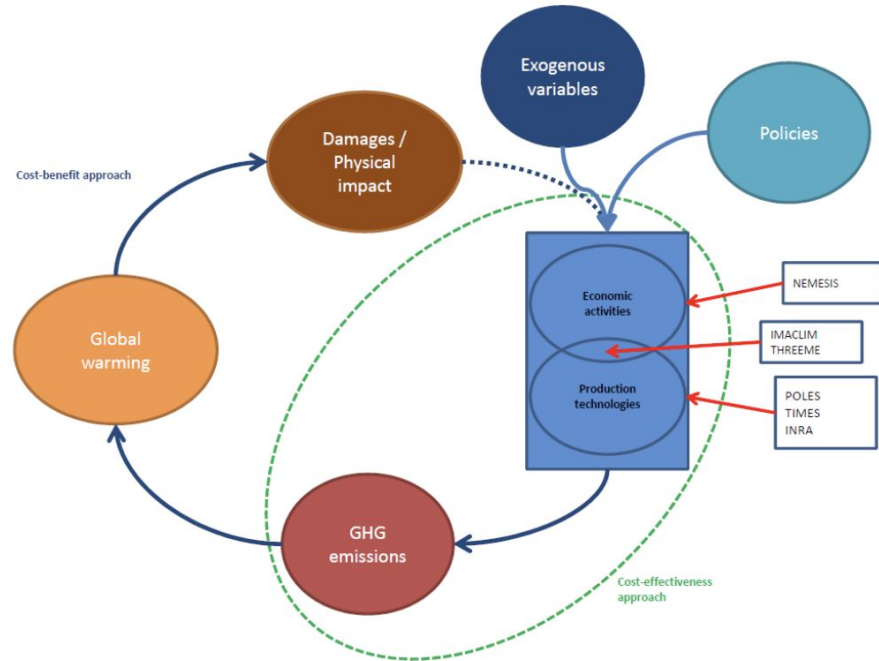 Exogenous
variables
Policies
Damages /
Physical
impact
Cost-benefit approach
Economic
activities
NEMESIS
IMACLIM
THREEME
Global
warming
Production
technologies
POLES
TIMES
INRA
GHG
emissions
Cost-effectiveness
approach